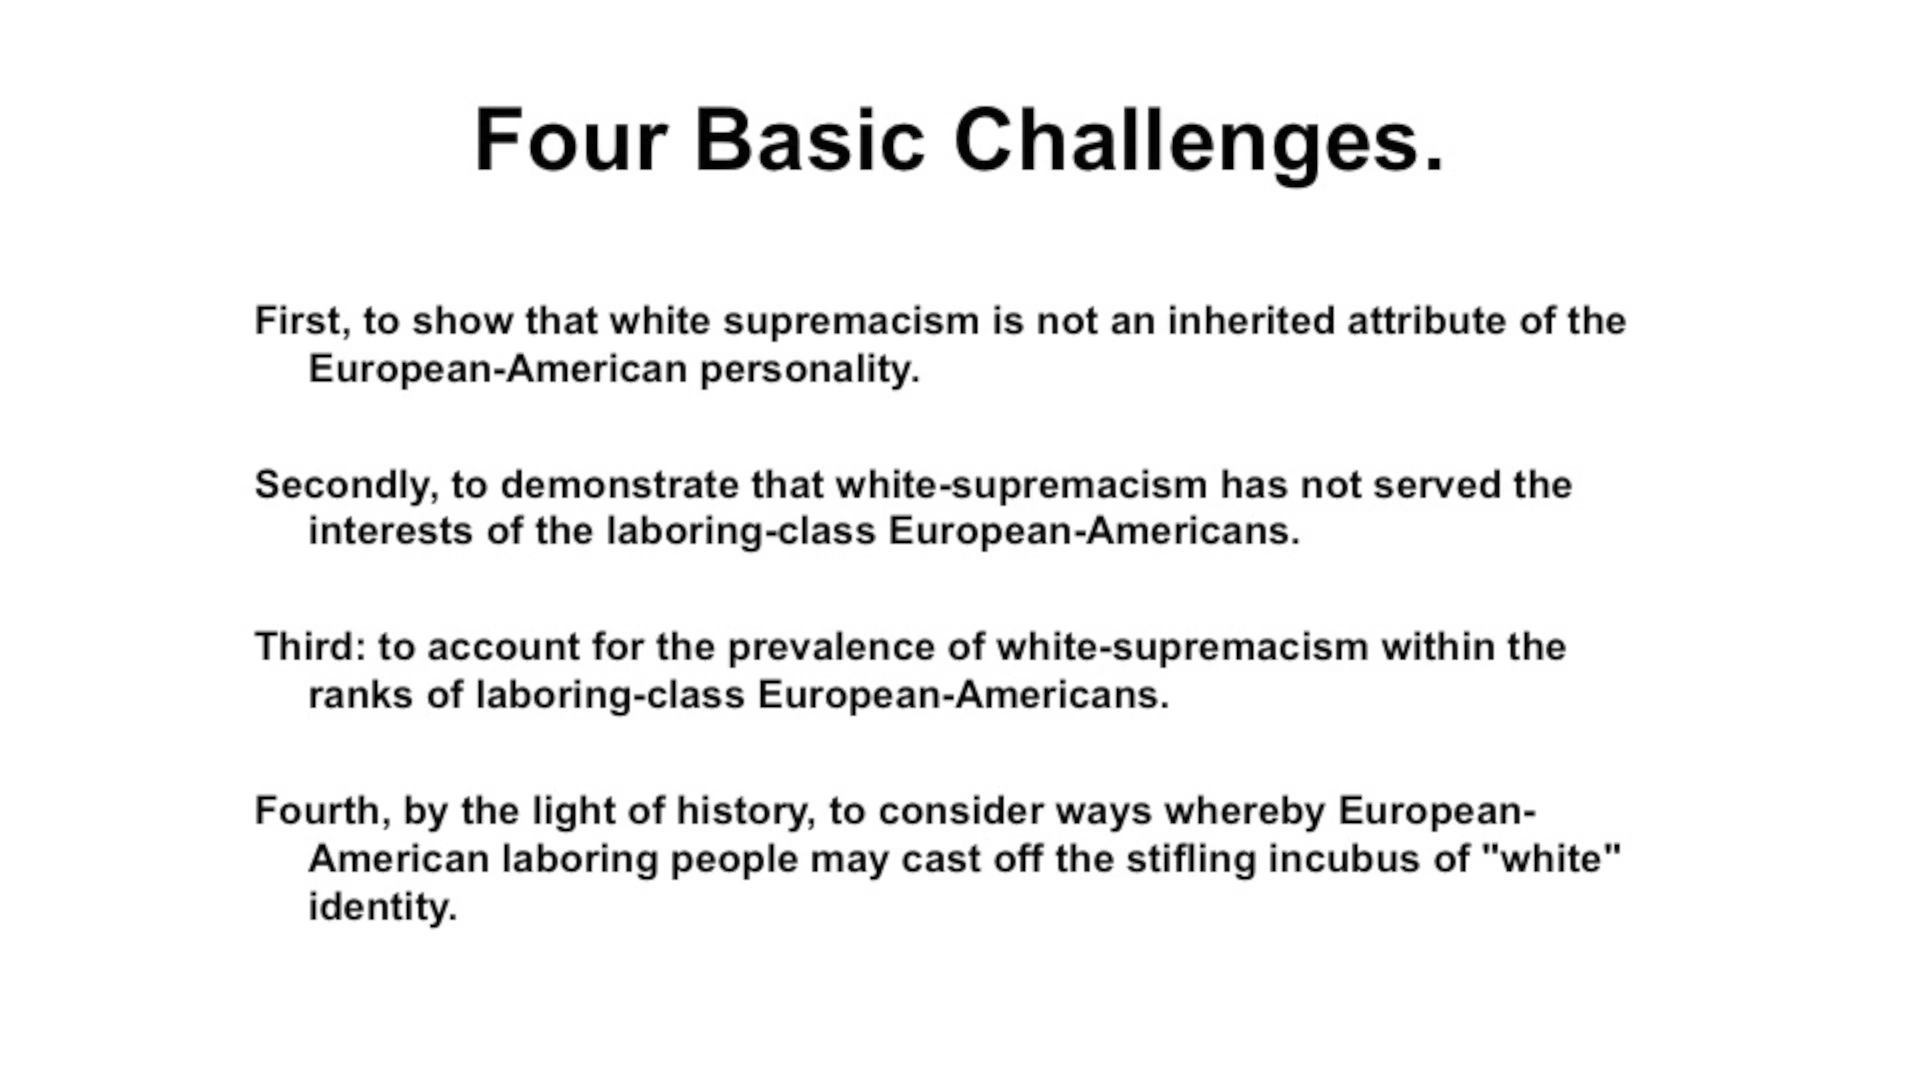 Four Basic Challenges.
First, to show that white supremacism is not an inherited attribute of the
European-American personality.
Secondly, to demonstrate that white-supremacism has not served the
interests of the laboring-class European-Americans.
Third: to account for the prevalence of white-supremacism within the
ranks of laboring-class European-Americans.
Fourth, by the light of history, to consider ways whereby European-
American laboring people may cast off the stifling incubus of "white"
identity.